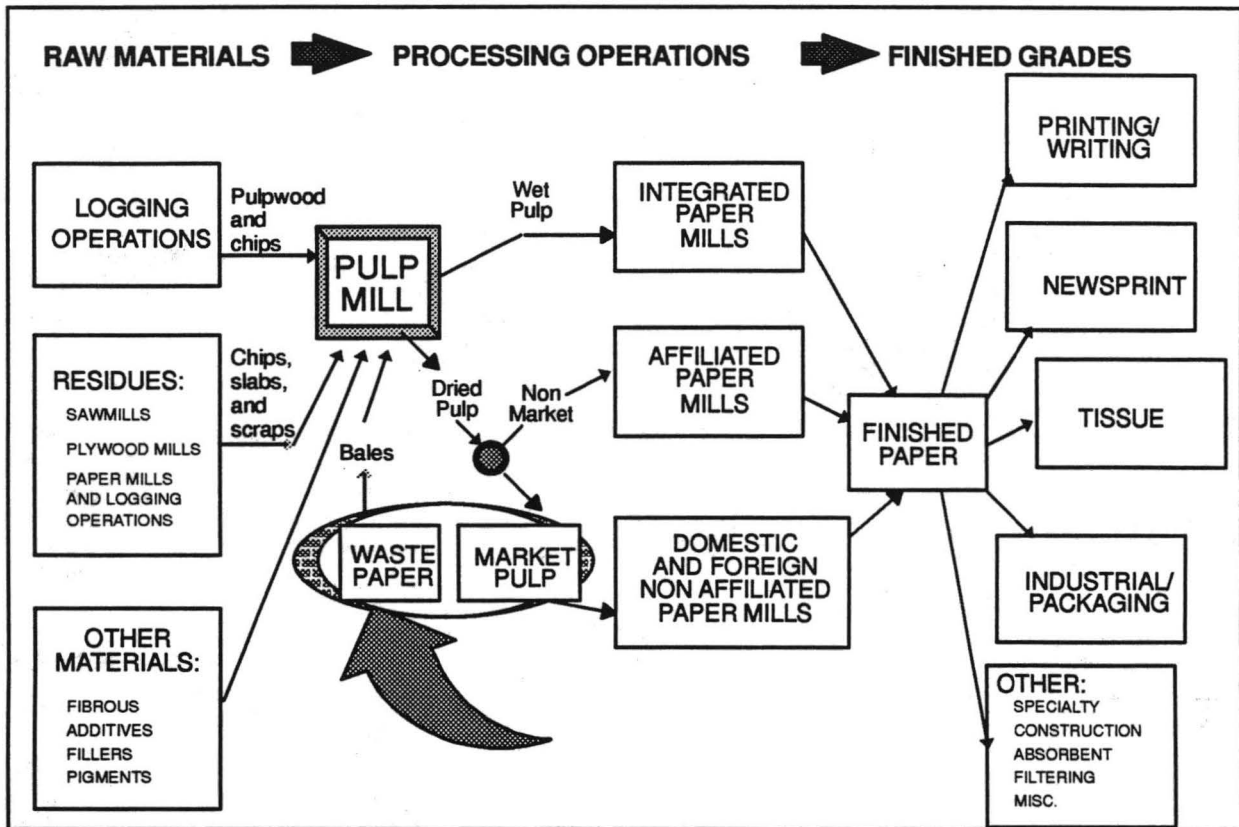 RAW MATERIALS
PROCESSING OPERATIONS
FINISHED GRADES
LOGGING
OPERATIONS
Pulpwood
and
chips
PULP
MILL
Wet
Pulp
INTEGRATED
PAPER
MILLS
PRINTING/
WRITING
NEWSPRINT
RESIDUES:
SAWMILLS
PLYWOOD MILLS
PAPER MILLS
AND LOGGING
OPERATIONS
Chips,
slabs,
and
scraps
Dried
Pulp
Non
Market
AFFILIATED
PAPER
MILLS
FINISHED
PAPER
TISSUE
Bales
WASTE
PAPER
MARKET
PULP
DOMESTIC
AND FOREIGN
NON AFFILIATED
PAPER MILLS
INDUSTRIAL/
PACKAGING
OTHER
MATERIALS:
FIBROUS
ADDITIVES
FILLERS
PIGMENTS
OTHER:
SPECIALTY
CONSTRUCTION
ABSORBENT
FILTERING
MISC.